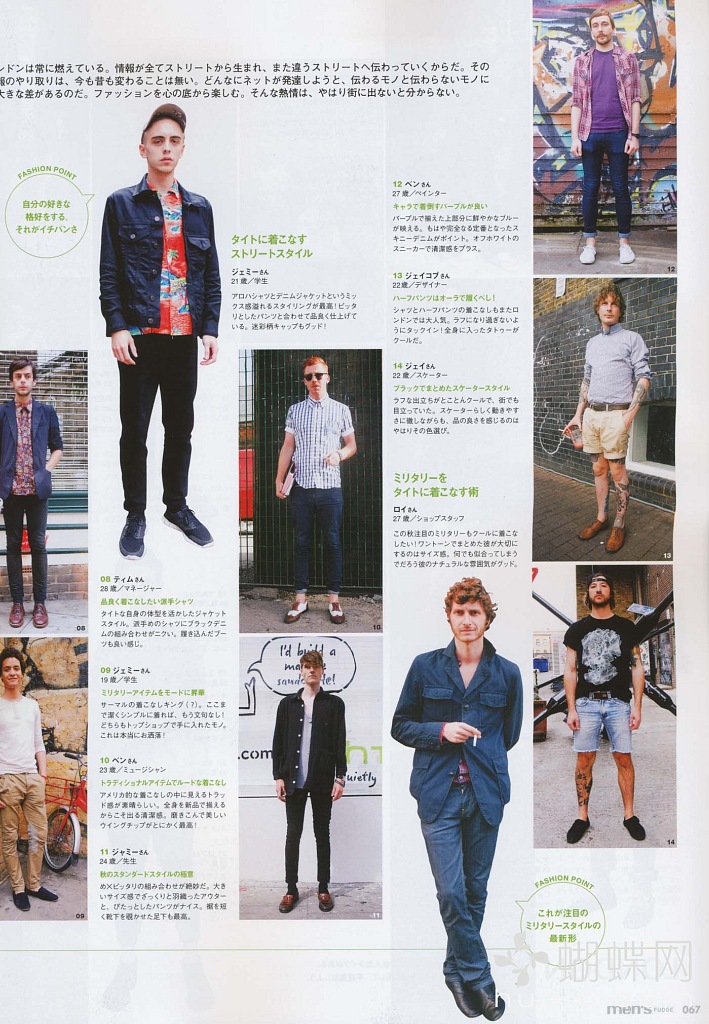 ンドンは常に燃えている。情報が全てストリートから生まれ、また違うストリートへ伝わっていくからだ。その
報のやり取りは、今も昔も変わることは無い。どんなにネットが発達しようと、伝わるモノと伝わらないモノに
大きな差があるのだ。ファッションを心の底から楽しむ。そんな熱情は、やはり街に出ないと分からない。
FASHION POINT
自分の好きな
格好をする。
それがイチバンさ
タイトに着こなす
ストリートスタイル
ジェミーさん
21歳/学生
アロハシャツとデニムジャケットというミッ
クス感溢れるスタイリングが最高!ピッタ
リとしたパンツと合わせて品良く仕上げて
いる。迷彩柄キャップもグッド!
08 ティムさん
28歳/マネージャー
品良く着こなしたい派手シャツ
タイトな自身の体型を活かしたジャケット
スタイル。派手めのシャツにブラックデニ
ムの組み合わせがニクい。履き込んだブー
ツも良い感じ。
09 ジェミーさん
19歳/学生
ミリタリーアイテムをモードに昇華
サーマルの着こなしキング(?)。ここま
で潔くシンプルに着れば、もう文句なし!
どちらもトップショップで手に入れたモノ。
これは本当にお洒落!
10 ベンさん
23歳/ミュージシャン
トラディショナルアイテムでルードな着こなし
アメリカ的な着こなしの中に見えるトラッ
ド感が素晴らしい。全身を新品で揃える
からこそ出る清潔感。磨きこんで美しい
ウイングチップがとにかく最高!
11 ジャミーさん
24歳/先生
秋のスタンダードスタイルの極意
め×ピッタリの組み合わせが絶妙だ。大き
いサイズ感でざっくりと羽織ったアウター
と、ぴたっとしたパンツがナイス。裾を短
く靴下を覗かせた足下も最高。
12 ベンさん
27歳/ペインター
キャラで着倒すパープルが良い
パープルで揃えた上部分に鮮やかなブルー
が映える。もはや完全なる定番となったス
キニーデニムがポイント。オフホワイトのス
ニーカーで清潔感をプラス。
13 ジェイコブさん
22歳/デザイナー
ハーフパンツはオーラで履くべし!
シャツとハーフパンツの着こなしもまたロ
ンドンでは大人気。ラフになり過ぎないよ
うにタックイン!全身に入ったタトゥーが
クールだ。
14 ジェイさん
22歳/スケーター
ブラックでまとめたスケータースタイル
ラフな出立ちがとことんクールで、街でも
目立っていた。スケーターらしく動きやすさ
に徹しながらも、品の良さを感じるのは
やはりその色選び。
ミリタリーを
タイトに着こなす術
ロイさん
27歳/ショップスタッフ
この秋注目のミリタリーもクールに着こな
したい!ワントーンでまとめた彼が大切に
するのはサイズ感。何でも似合ってしまう
でだろう彼のナチュラルな雰囲気がグッド。
FASHION POINT
これが注目の
ミリタリースタイルの
最新形
I'd build a
.com
quietly
08
09
10
11
12
13
14
蝴蝶网
men's FUDGE 067